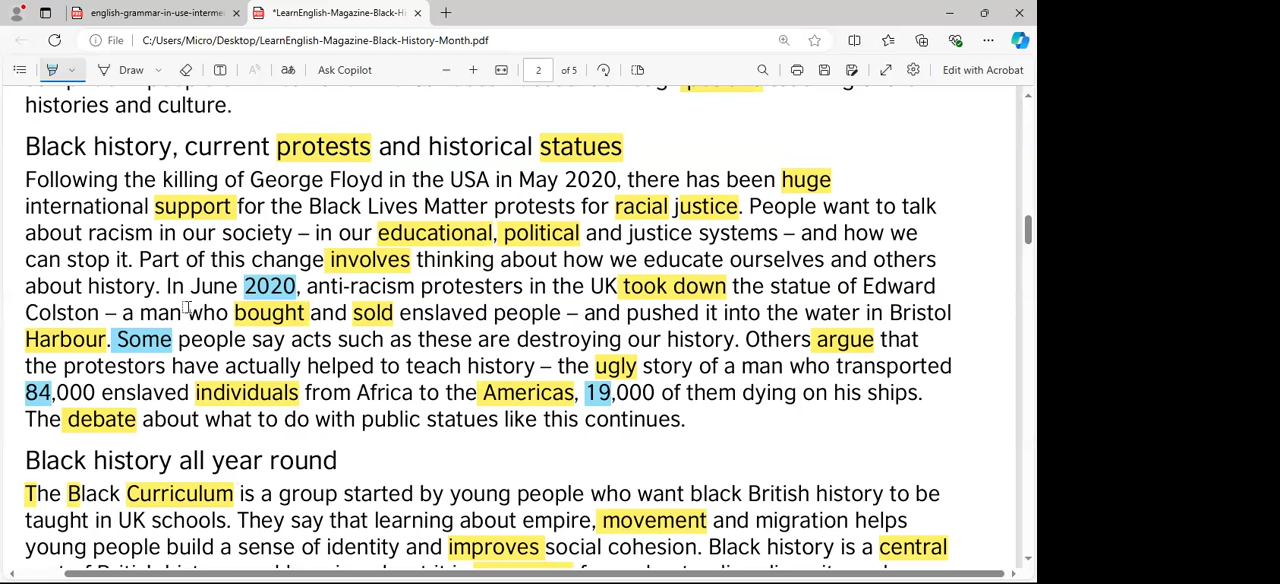 english-grammar-in-use-interme
*LearnEnglish-Magazine-Black-Hi
File C:/Users/Micro/Desktop/LearnEnglish-Magazine-Black-History-Month.pdf
Draw Ask Copilot 2 of 5 Edit with Acrobat
histories and culture.
Black history, current protests and historical statues
Following the killing of George Floyd in the USA in May 2020, there has been huge
international support for the Black Lives Matter protests for racial justice. People want to talk
about racism in our society – in our educational, political and justice systems – and how we
can stop it. Part of this change involves thinking about how we educate ourselves and others
about history. In June 2020, anti-racism protesters in the UK took down the statue of Edward
Colston – a man who bought and sold enslaved people – and pushed it into the water in Bristol
Harbour. Some people say acts such as these are destroying our history. Others argue that
the protestors have actually helped to teach history – the ugly story of a man who transported
84,000 enslaved individuals from Africa to the Americas, 19,000 of them dying on his ships.
The debate about what to do with public statues like this continues.
Black history all year round
The Black Curriculum is a group started by young people who want black British history to be
taught in UK schools. They say that learning about empire, movement and migration helps
young people build a sense of identity and improves social cohesion. Black history is a central